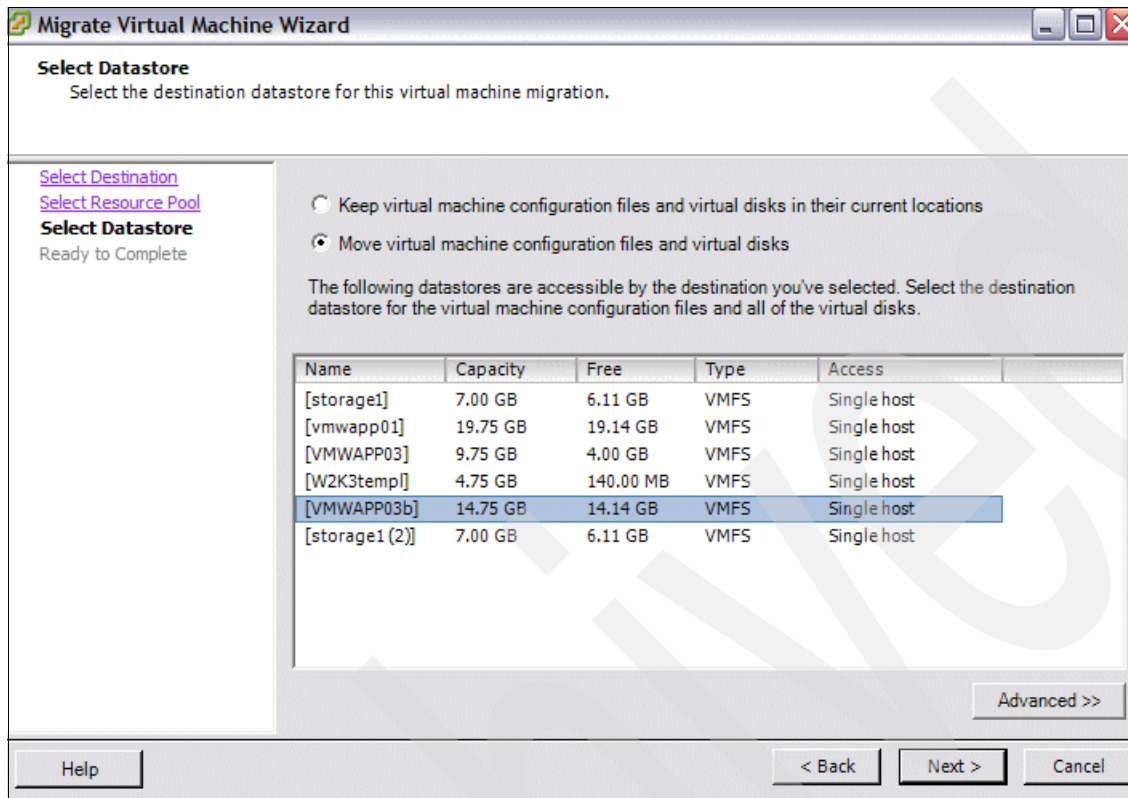 Migrate Virtual Machine Wizard
Select Datastore
Select the destination datastore for this virtual machine migration.
Select Destination
Select Resource Pool
Select Datastore
Ready to Complete
Keep virtual machine configuration files and virtual disks in their current locations
Move virtual machine configuration files and virtual disks
The following datastores are accessible by the destination you've selected. Select the destination
datastore for the virtual machine configuration files and all of the virtual disks.
Name Capacity Free Type Access
[storage1] 7.00 GB 6.11 GB VMFS Single host
[vmwapp01] 19.75 GB 19.14 GB VMFS Single host
[VMWAPP03] 9.75 GB 4.00 GB VMFS Single host
[W2K3templ] 4.75 GB 140.00 MB VMFS Single host
[VMWAPP03b] 14.75 GB 14.14 GB VMFS Single host
[storage1 (2)] 7.00 GB 6.11 GB VMFS Single host
Advanced >>
Help < Back Next > Cancel